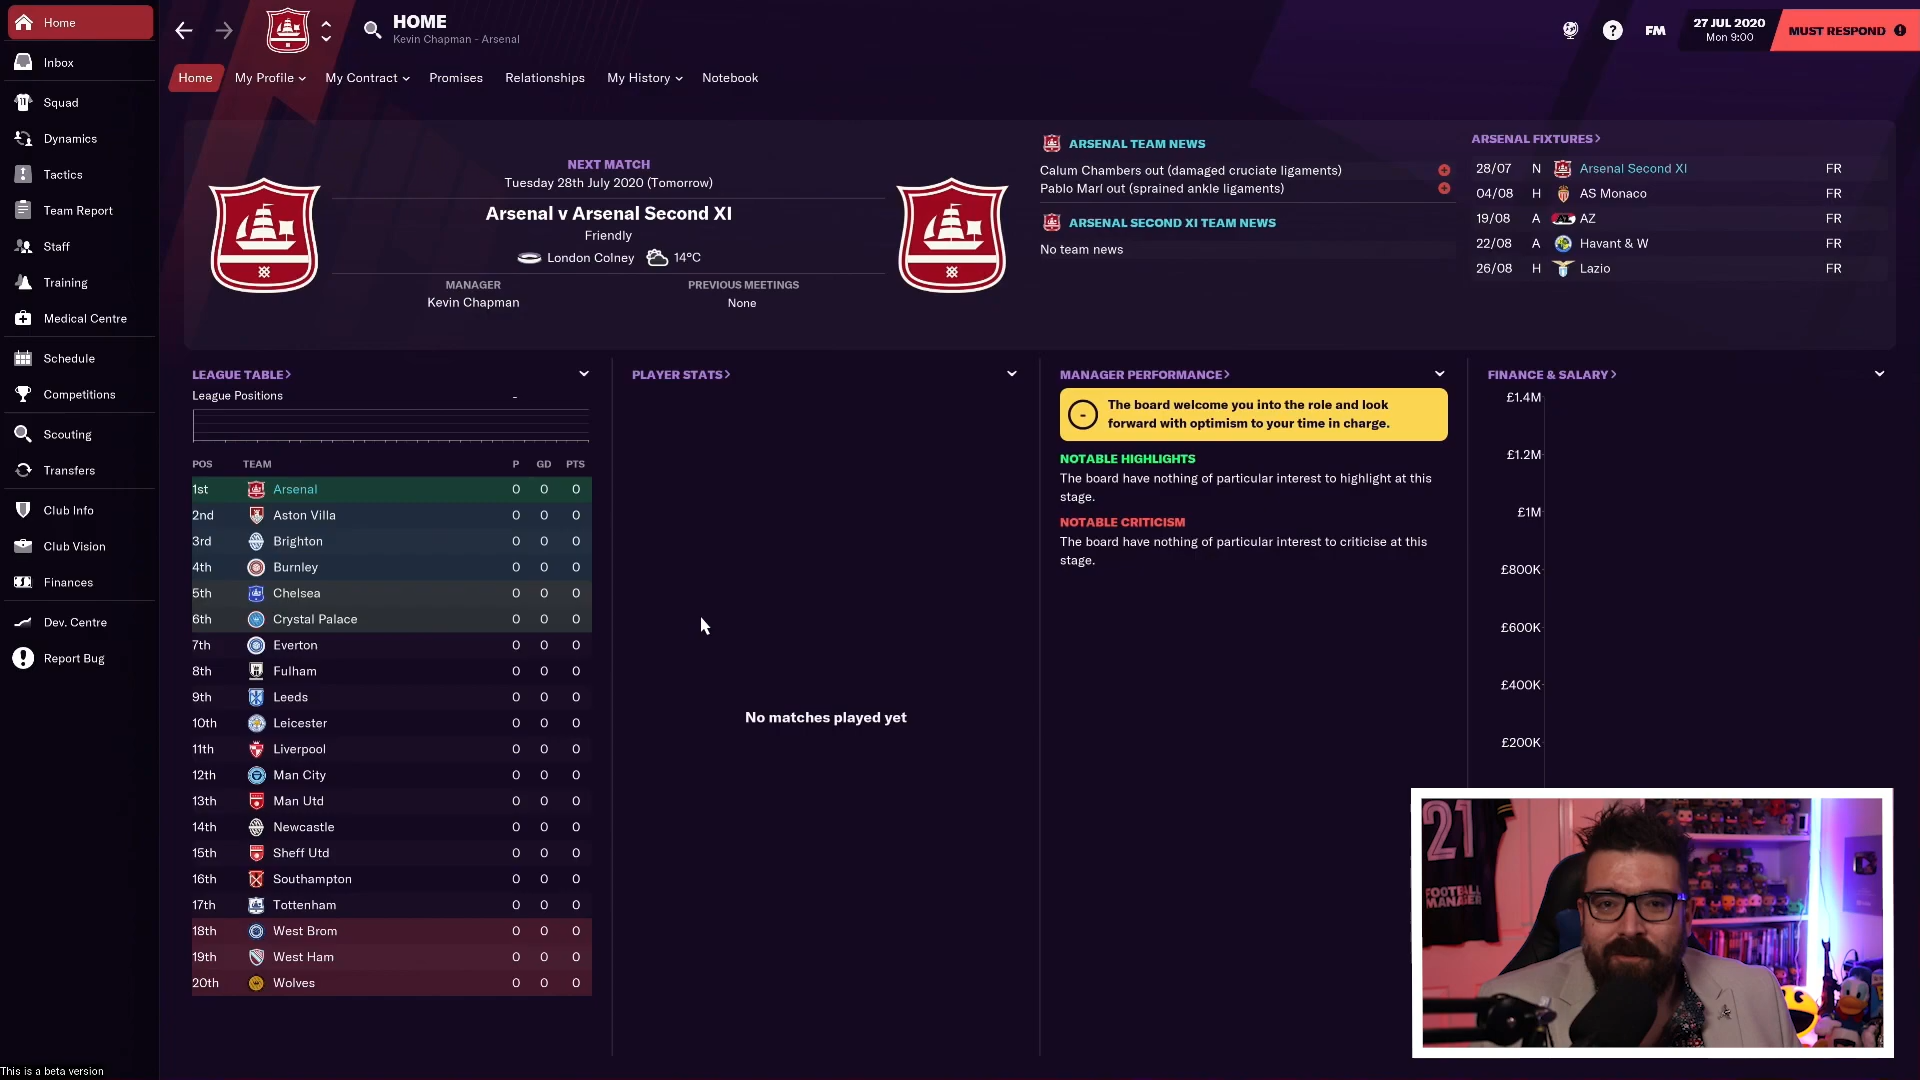 Home
Inbox
Squad
Dynamics
Tactics
Team Report
Staff
Training
Medical Centre
Schedule
Competitions
Scouting
Transfers
Club Info
Club Vision
Finances
Dev. Centre
Report Bug
This is a beta version
HOME
Kevin Chapman - Arsenal
FM
27 JUL 2020
Mon 9:00
MUST RESPOND
Home My Profile My Contract Promises Relationships My History Notebook
NEXT MATCH
Tuesday 28th July 2020 (Tomorrow)
Arsenal v Arsenal Second XI
Friendly
London Colney 14°C
MANAGER
Kevin Chapman
PREVIOUS MEETINGS
None
ARSENAL TEAM NEWS
Calum Chambers out (damaged cruciate ligaments)
Pablo Marí out (sprained ankle ligaments)
ARSENAL SECOND XI TEAM NEWS
No team news
ARSENAL FIXTURES
28/07 N Arsenal Second XI FR
04/08 H AS Monaco FR
19/08 A AZ FR
22/08 A Havant & W FR
26/08 H Lazio FR
LEAGUE TABLE
League Positions -
POS TEAM P GD PTS
1st Arsenal 0 0 0
2nd Aston Villa 0 0 0
3rd Brighton 0 0 0
4th Burnley 0 0 0
5th Chelsea 0 0 0
6th Crystal Palace 0 0 0
7th Everton 0 0 0
8th Fulham 0 0 0
9th Leeds 0 0 0
10th Leicester 0 0 0
11th Liverpool 0 0 0
12th Man City 0 0 0
13th Man Utd 0 0 0
14th Newcastle 0 0 0
15th Sheff Utd 0 0 0
16th Southampton 0 0 0
17th Tottenham 0 0 0
18th West Brom 0 0 0
19th West Ham 0 0 0
20th Wolves 0 0 0
PLAYER STATS
No matches played yet
MANAGER PERFORMANCE
The board welcome you into the role and look
forward with optimism to your time in charge.
NOTABLE HIGHLIGHTS
The board have nothing of particular interest to highlight at this
stage.
NOTABLE CRITICISM
The board have nothing of particular interest to criticise at this
stage.
FINANCE & SALARY
£1.4M
£1.2M
£1M
£800K
£600K
£400K
£200K
21
FOOTBALL
MANAGER